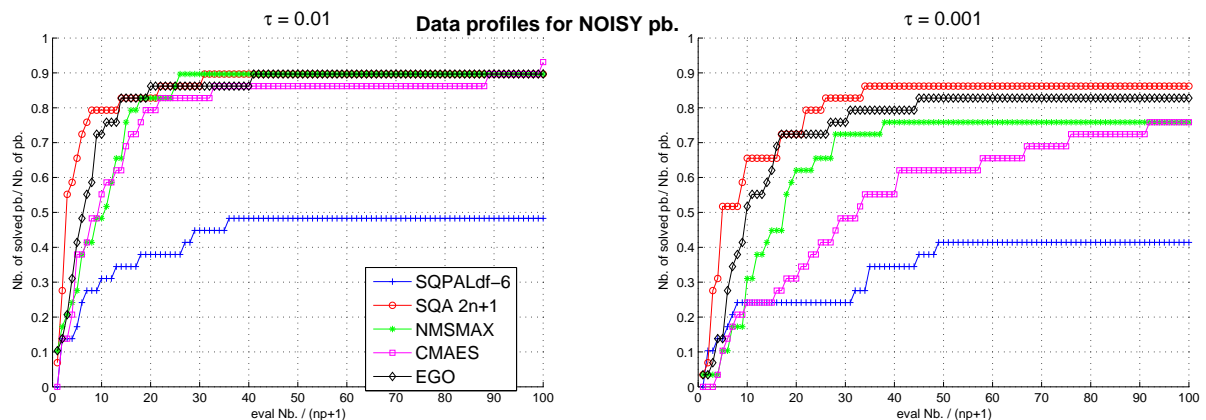 Data profiles for NOISY pb.
τ = 0.01
Nb. of solved pb./ Nb. of pb.
1
0.9
0.8
0.7
0.6
0.5
0.4
0.3
0.2
0.1
0
0 10 20 30 40 50 60 70 80 90 100
eval Nb. / (np+1)
SQPALdf−6
SQA 2n+1
NMSMAX
CMAES
EGO
τ = 0.001
Nb. of solved pb./ Nb. of pb.
1
0.9
0.8
0.7
0.6
0.5
0.4
0.3
0.2
0.1
0
0 10 20 30 40 50 60 70 80 90 100
eval Nb. / (np+1)